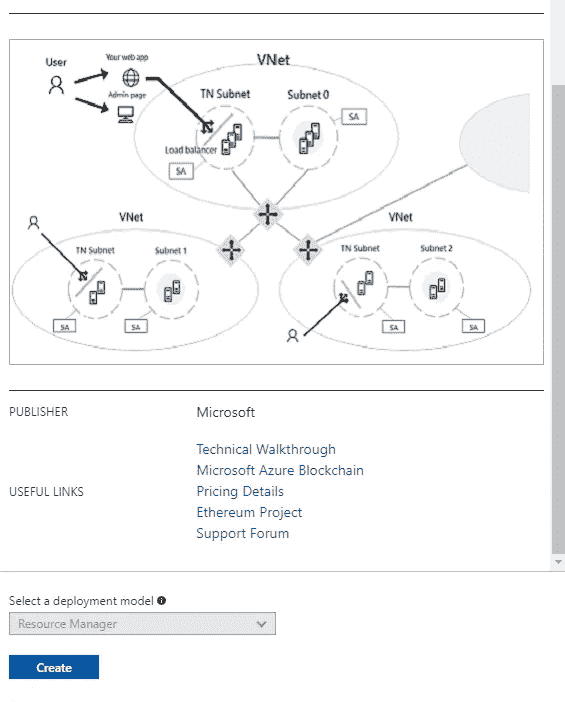 User
Your web app
Admin page
VNet
TN Subnet
Subnet 0
SA
Load balancer
SA
VNet
TN Subnet
Subnet 1
SA
SA
VNet
TN Subnet
Subnet 2
SA
SA
PUBLISHER
Microsoft
USEFUL LINKS
Technical Walkthrough
Microsoft Azure Blockchain
Pricing Details
Ethereum Project
Support Forum
Select a deployment model
Resource Manager
Create